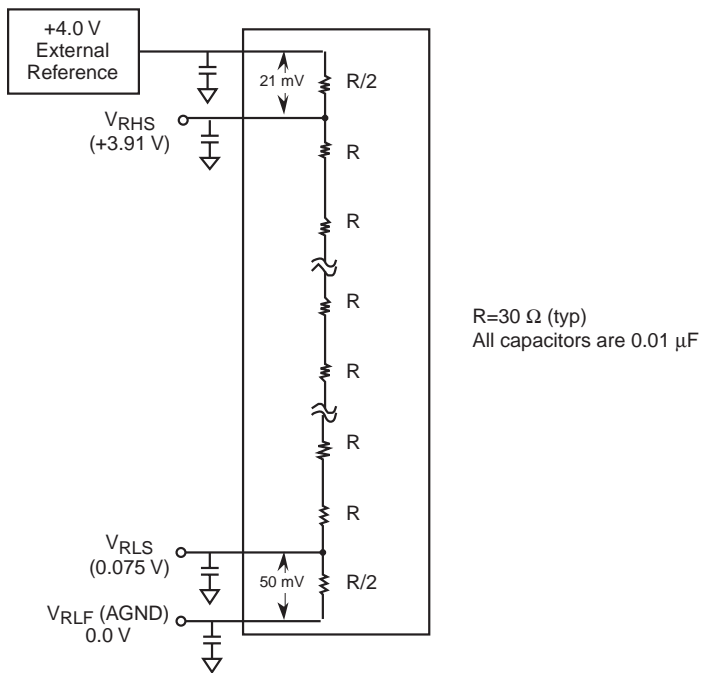 +4.0 V
External
Reference
21 mV
R/2
VRHS
(+3.91 V)
R
R
R
R
R=30 Ω (typ)
All capacitors are 0.01 µF
R
R
VRLS
(0.075 V)
50 mV
R/2
VRLF (AGND)
0.0 V